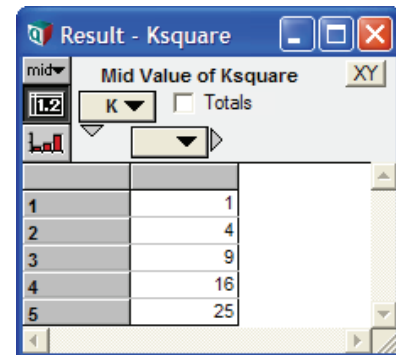 Result - Ksquare
mid Mid Value of Ksquare XY
1.2 K Totals
1 1
2 4
3 9
4 16
5 25